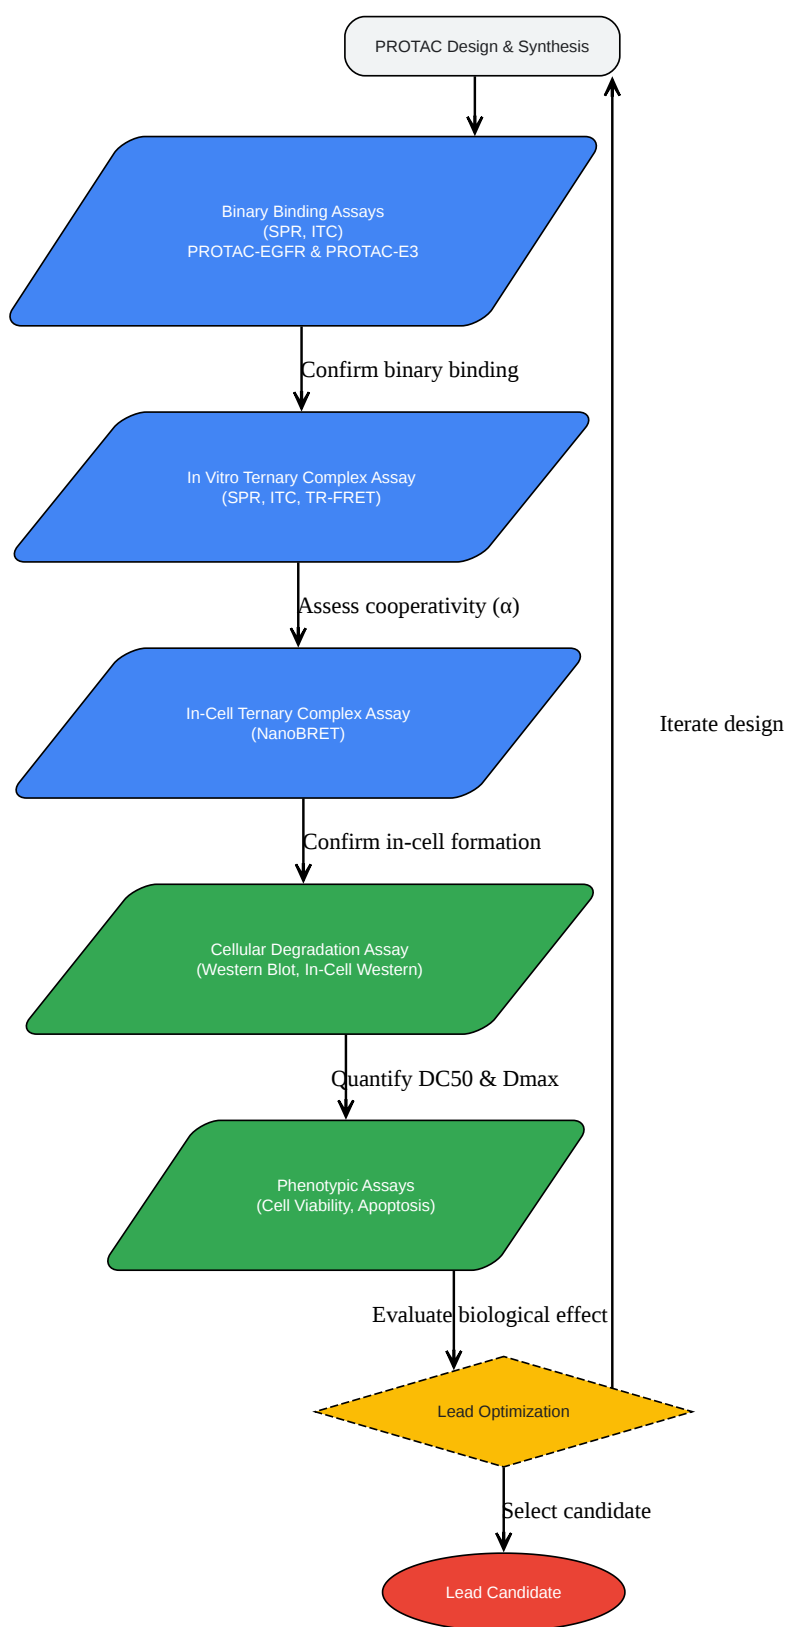 PROTAC Design & Synthesis
Binary Binding Assays
(SPR, ITC)
PROTAC-EGFR & PROTAC-E3
Confirm binary binding
In Vitro Ternary Complex Assay
(SPR, ITC, TR-FRET)
Assess cooperativity (α)
In-Cell Ternary Complex Assay
(NanoBRET)
Iterate design
Confirm in-cell formation
Cellular Degradation Assay
(Western Blot, In-Cell Western)
Quantify DC50 & Dmax
Phenotypic Assays
(Cell Viability, Apoptosis)
Evaluate biological effect
Lead Optimization
Select candidate
Lead Candidate